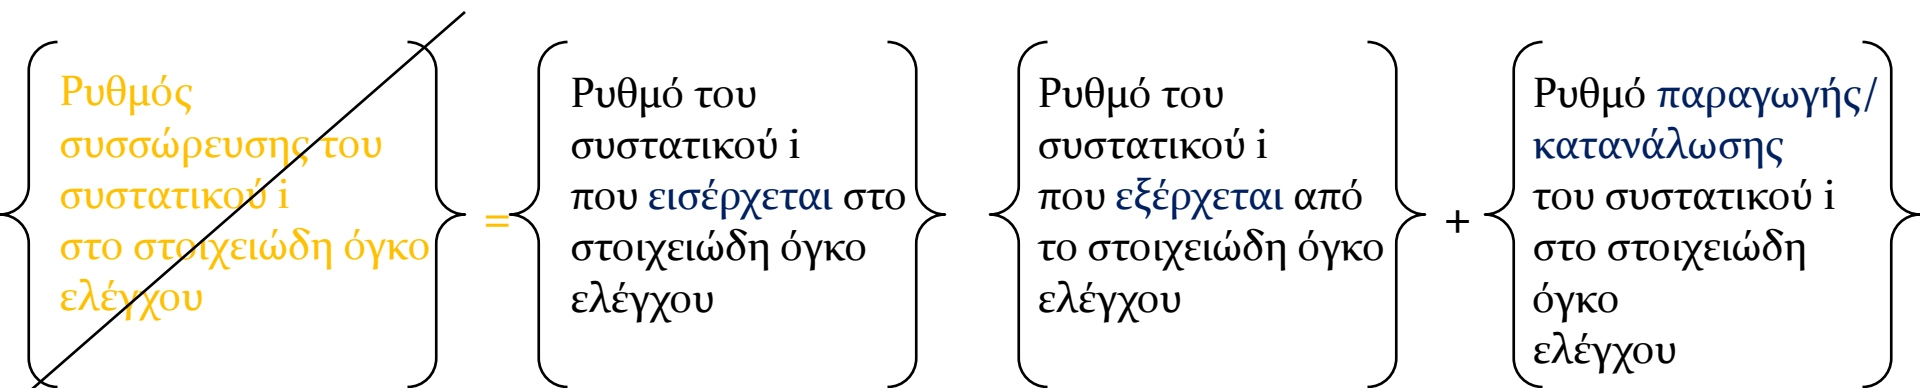 Ρυθμός
συσσώρευσης του
συστατικού i
στο στοιχειώδη όγκο
ελέγχου
=
Ρυθμό του
συστατικού i
που εισέρχεται στο
στοιχειώδη όγκο
ελέγχου
Ρυθμό του
συστατικού i
που εξέρχεται από
το στοιχειώδη όγκο
ελέγχου
+
Ρυθμό παραγωγής/
κατανάλωσης
του συστατικού i
στο στοιχειώδη
όγκο
ελέγχου